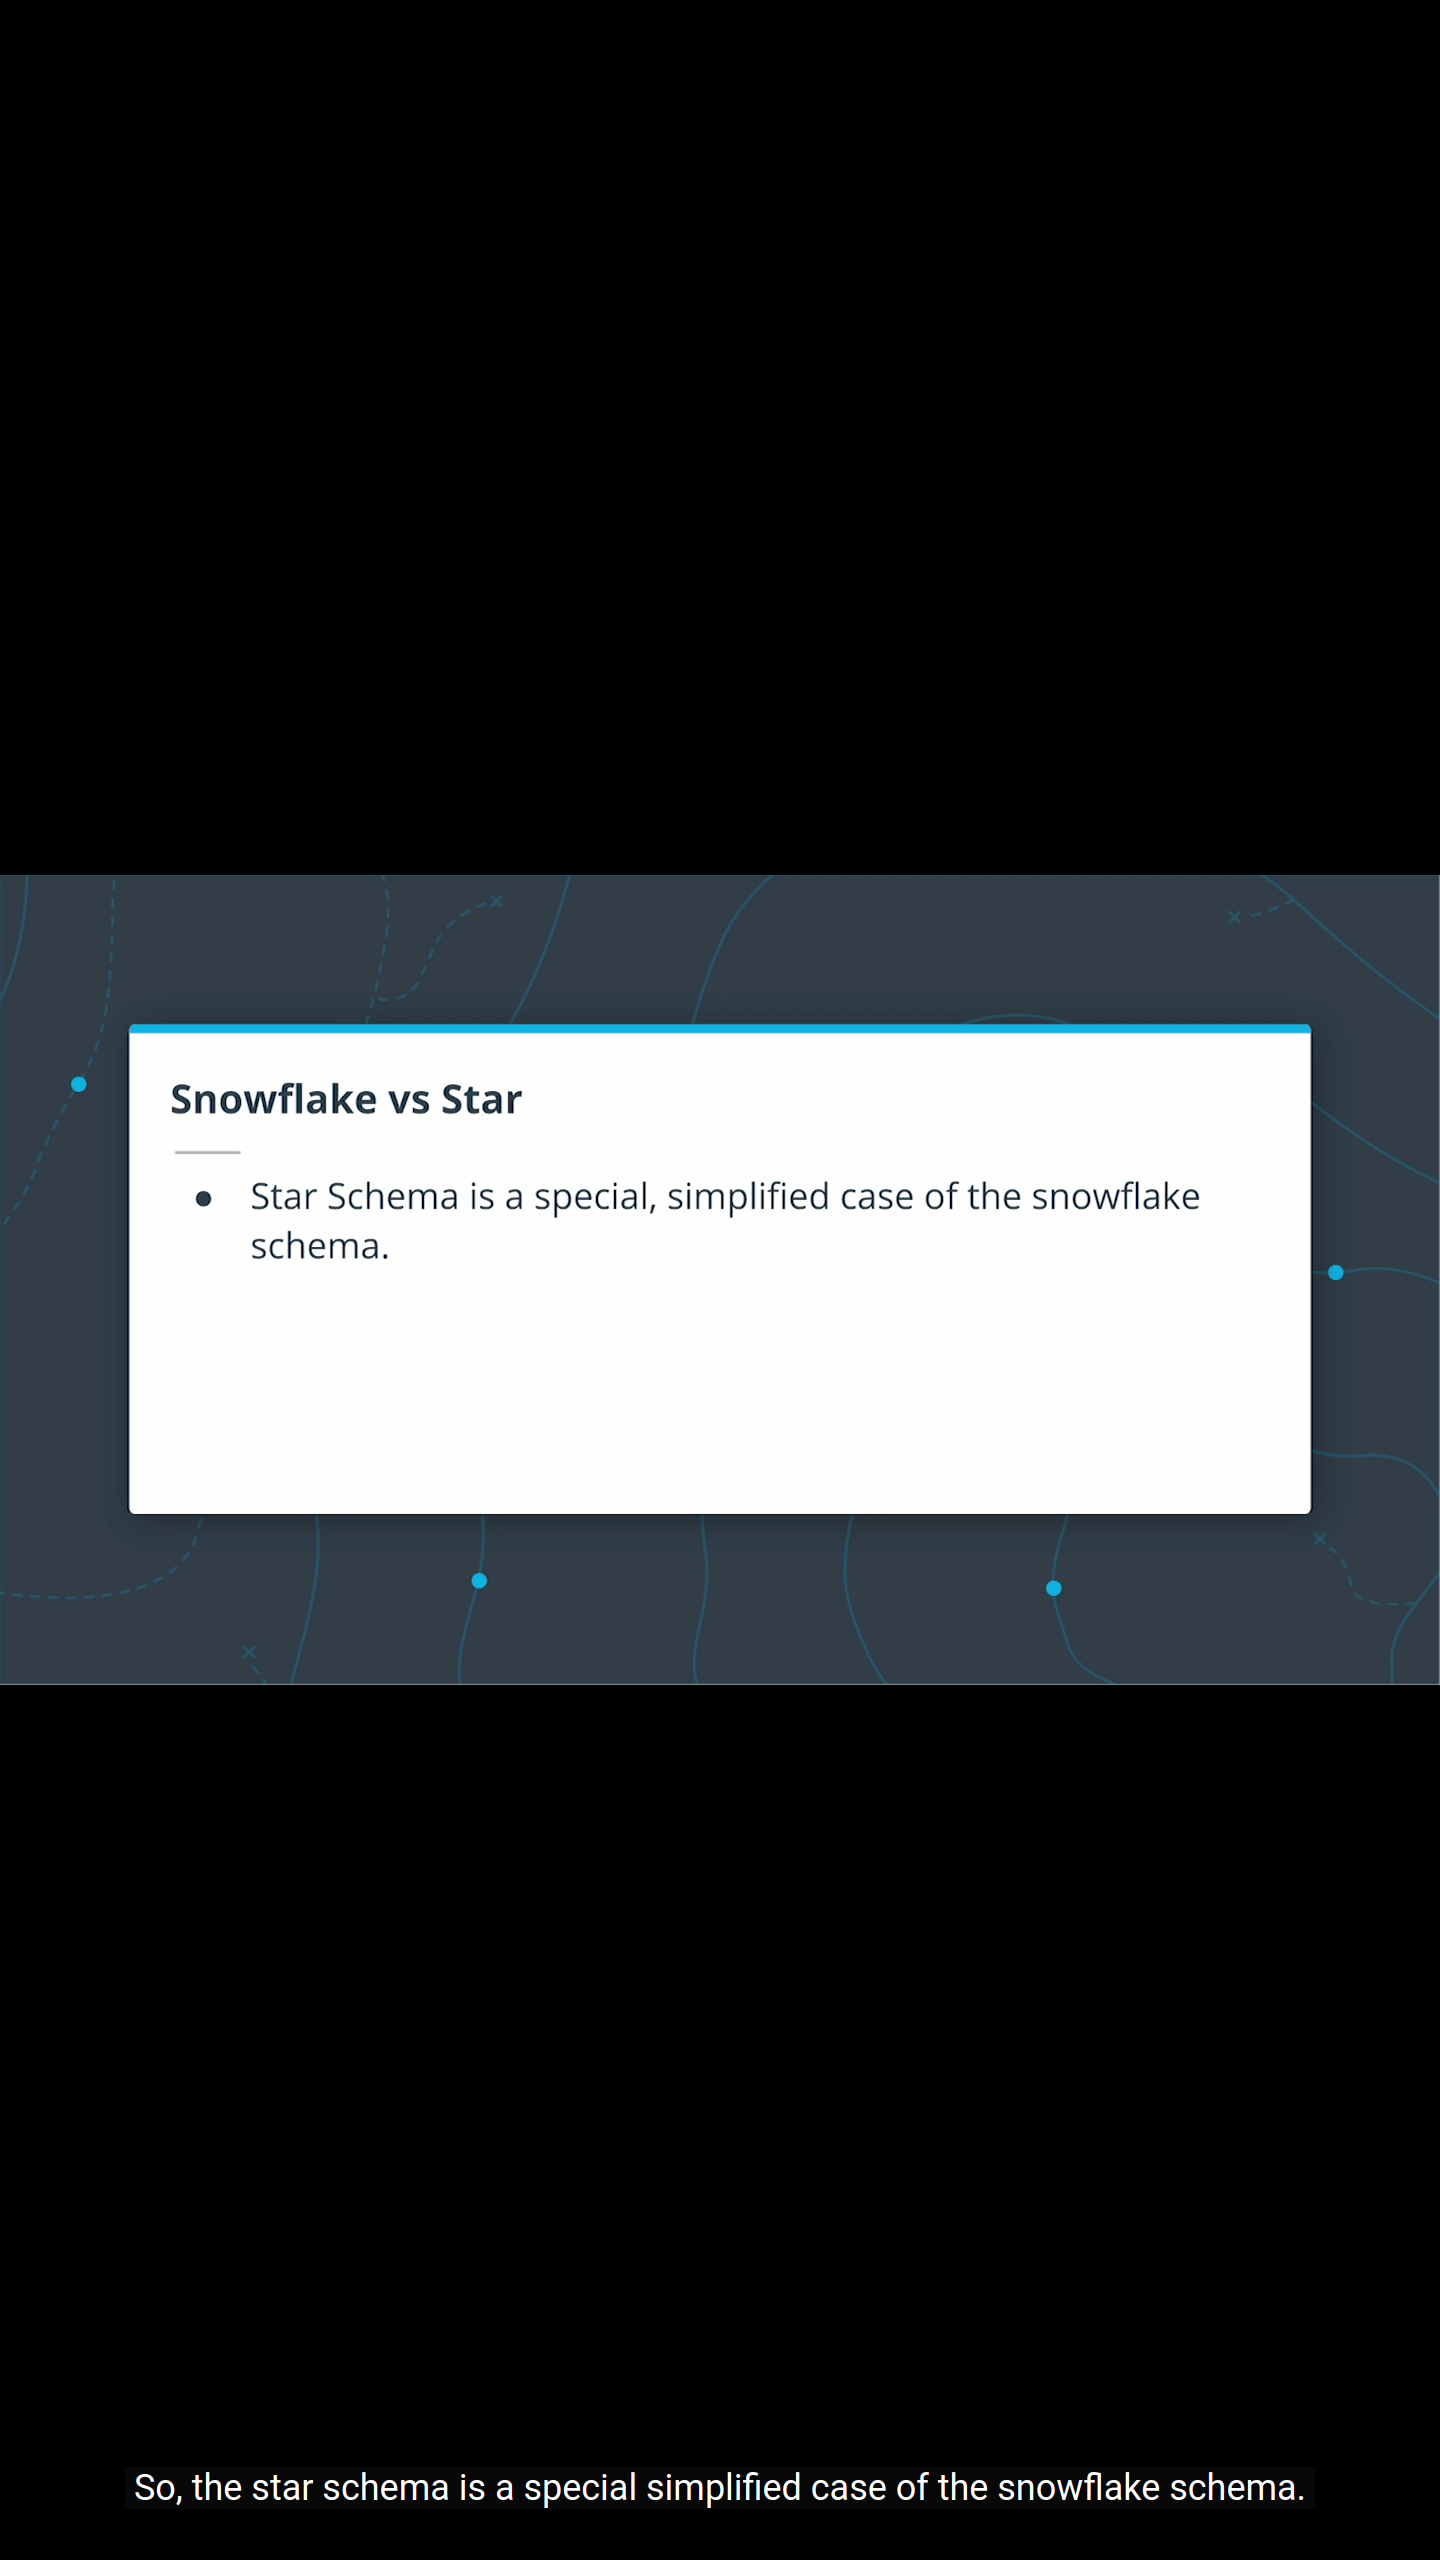 Snowflake vs Star
● Star Schema is a special, simplified case of the snowflake
schema.
So, the star schema is a special simplified case of the snowflake schema.